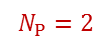 N_P = 2